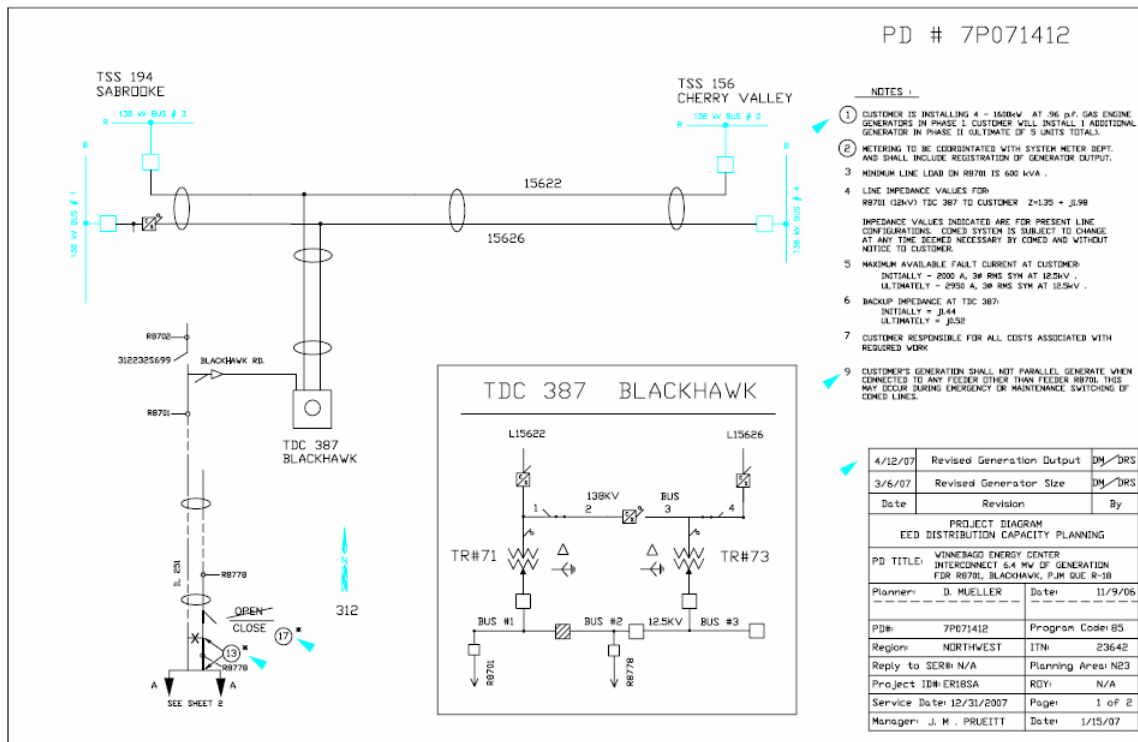 PD # 7P071412
TSS 194
SABROOKE
138 kV BUS # 3
R
TSS 156
CHERRY VALLEY
138 kV BUS # 2
R
B
138 kV BUS # 1
B
15622
15626
NOTES :
1 CUSTOMER IS INSTALLING 4 - 1600kW AT .96 p.f. GAS ENGINE
GENERATORS IN PHASE I. CUSTOMER WILL INSTALL 1 ADDITIONAL
GENERATOR IN PHASE II (ULTIMATE OF 5 UNITS TOTAL).
2 METERING TO BE COORDINTATED WITH SYSTEM METER DEPT.
AND SHALL INCLUDE REGISTRATION OF GENERATOR OUTPUT.
3 MINIMUM LINE LOAD ON R8701 IS 600 kVA .
4 LINE IMPEDANCE VALUES FOR:
R8701 (12kV) TDC 387 TO CUSTOMER Z=1.35 + j1.98
IMPEDANCE VALUES INDICATED ARE FOR PRESENT LINE
CONFIGURATIONS. COMED SYSTEM IS SUBJECT TO CHANGE
AT ANY TIME DEEMED NECESSARY BY COMED AND WITHOUT
NOTICE TO CUSTOMER.
5 MAXIMUM AVAILABLE FAULT CURRENT AT CUSTOMER:
INITIALLY - 2000 A, 3ø RMS SYM AT 12.5kV .
ULTIMATELY - 2950 A, 3ø RMS SYM AT 12.5kV .
6 BACKUP IMPEDANCE AT TDC 387:
INITIALLY = j1.44
ULTIMATELY = j0.52
7 CUSTOMER RESPONSIBLE FOR ALL COSTS ASSOCIATED WITH
REQUIRED WORK
9 CUSTOMER'S GENERATION SHALL NOT PARALLEL GENERATE WHEN
CONNECTED TO ANY FEEDER OTHER THAN FEEDER R8701. THIS
MAY OCCUR DURING EMERGENCY OR MAINTENANCE SWITCHING OF
COMED LINES.
R8702
312232S699
BLACKHAWK RD.
R8701
TDC 387
BLACKHAWK
IL 251
R8778
OPEN
CLOSE
17 *
13 *
R8778
A
A
SEE SHEET 2
312
TDC 387 BLACKHAWK
L15622
L15626
138KV
BUS
1
2
3
4
TR#71
TR#73
BUS #1
BUS #2
12.5KV
BUS #3
R8701
R8778
4/12/07 Revised Generation Output DM/DRS
3/6/07 Revised Generator Size DM/DRS
Date Revision By
PROJECT DIAGRAM
EED DISTRIBUTION CAPACITY PLANNING
PD TITLE: WINNEBAGO ENERGY CENTER
INTERCONNECT 6.4 MW OF GENERATION
FOR R8701, BLACKHAWK, PJM QUE R-18
Planner: D. MUELLER Date: 11/9/06
PD#: 7P071412 Program Code: 85
Region: NORTHWEST ITN: 23642
Reply to SER#: N/A Planning Area: N23
Project ID#: ER18SA RDY: N/A
Service Date: 12/31/2007 Page: 1 of 2
Manager: J. M . PRUEITT Date: 1/15/07